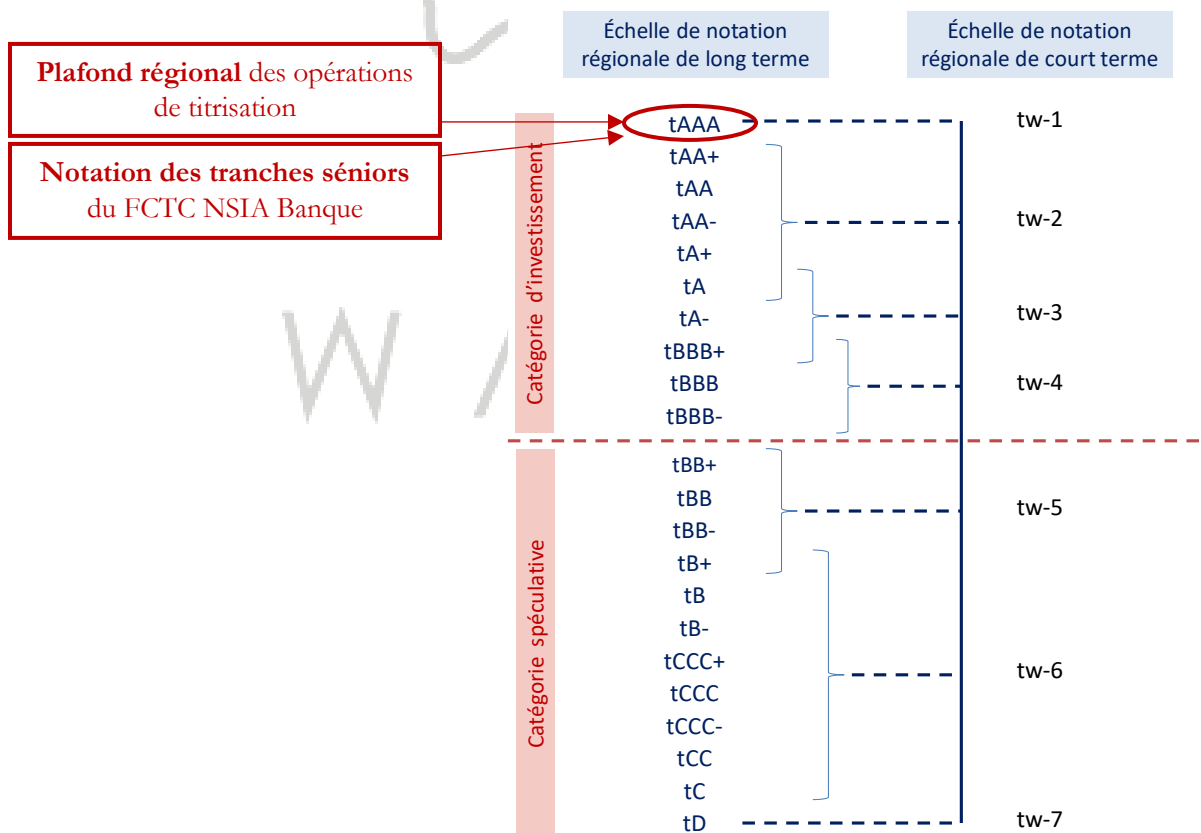 Échelle de notation
régionale de long terme
Échelle de notation
régionale de court terme
Plafond régional des opérations
de titrisation
Notation des tranches séniors
du FCTC NSIA Banque
Catégorie d'investissement
tAAA
tAA+
tAA
tAA-
tA+
tA
tA-
tBBB+
tBBB
tBBB-
tw-1
tw-2
tw-3
tw-4
Catégorie spéculative
tBB+
tBB
tBB-
tB+
tB
tB-
tCCC+
tCCC
tCCC-
tCC
tC
tD
tw-5
tw-6
tw-7
W